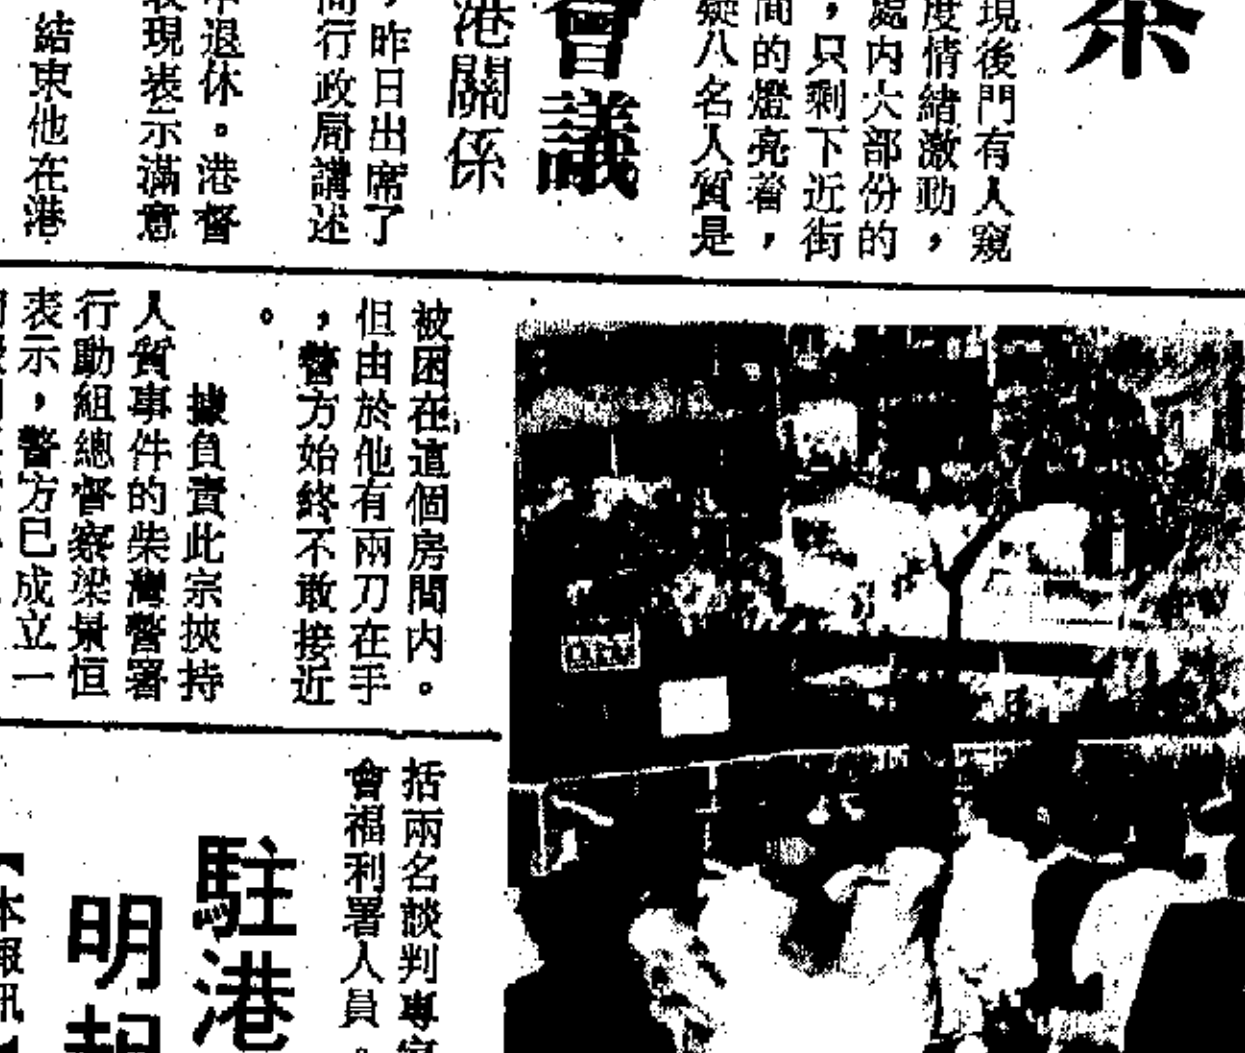 現後門有人窺
度情緒激動，
處内大部份的
，只剩下近街
間的燈亮着，
疑八名人質是
會議
港關係
，昨日出席了
行政局講述
退休。港督
現表示滿意
結束他在港
被困在這個房間内。
但由於他有兩刀在手
，警方始終不敢接近
。
據負責此宗挾持
人質事件的柴灣警署
行動組總督察梁景恒
表示，警方已成立一
括兩名談判專家
會福利署人員。
駐港
明報
【本報訊